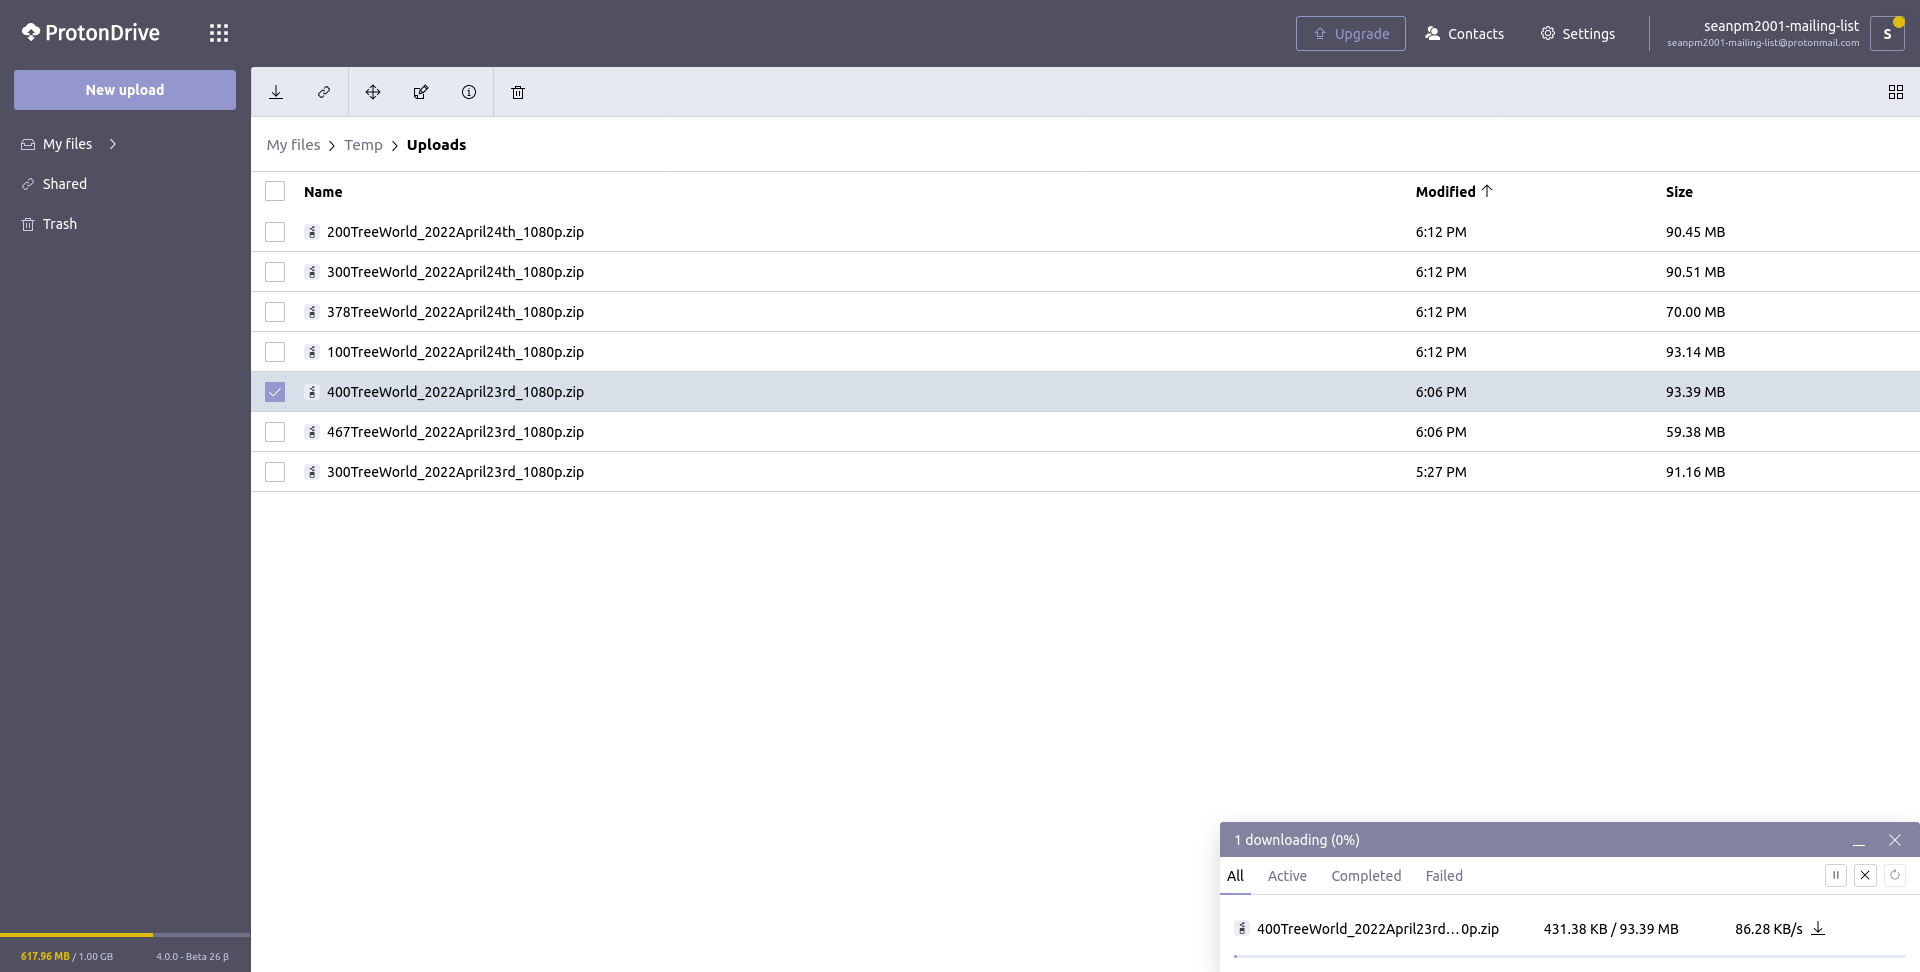 ProtonDrive
Upgrade
Contacts
Settings
seanpm2001-mailing-list
seanpm2001-mailing-list@protonmail.com
S
New upload
My files
Shared
Trash
My files > Temp > Uploads
Name Modified Size
200TreeWorld_2022April24th_1080p.zip 6:12 PM 90.45 MB
300TreeWorld_2022April24th_1080p.zip 6:12 PM 90.51 MB
378TreeWorld_2022April24th_1080p.zip 6:12 PM 70.00 MB
100TreeWorld_2022April24th_1080p.zip 6:12 PM 93.14 MB
400TreeWorld_2022April23rd_1080p.zip 6:06 PM 93.39 MB
467TreeWorld_2022April23rd_1080p.zip 6:06 PM 59.38 MB
300TreeWorld_2022April23rd_1080p.zip 5:27 PM 91.16 MB
1 downloading (0%)
All Active Completed Failed
400TreeWorld_2022April23rd...0p.zip 431.38 KB / 93.39 MB 86.28 KB/s
617.96 MB / 1.00 GB 4.0.0 - Beta 26 β